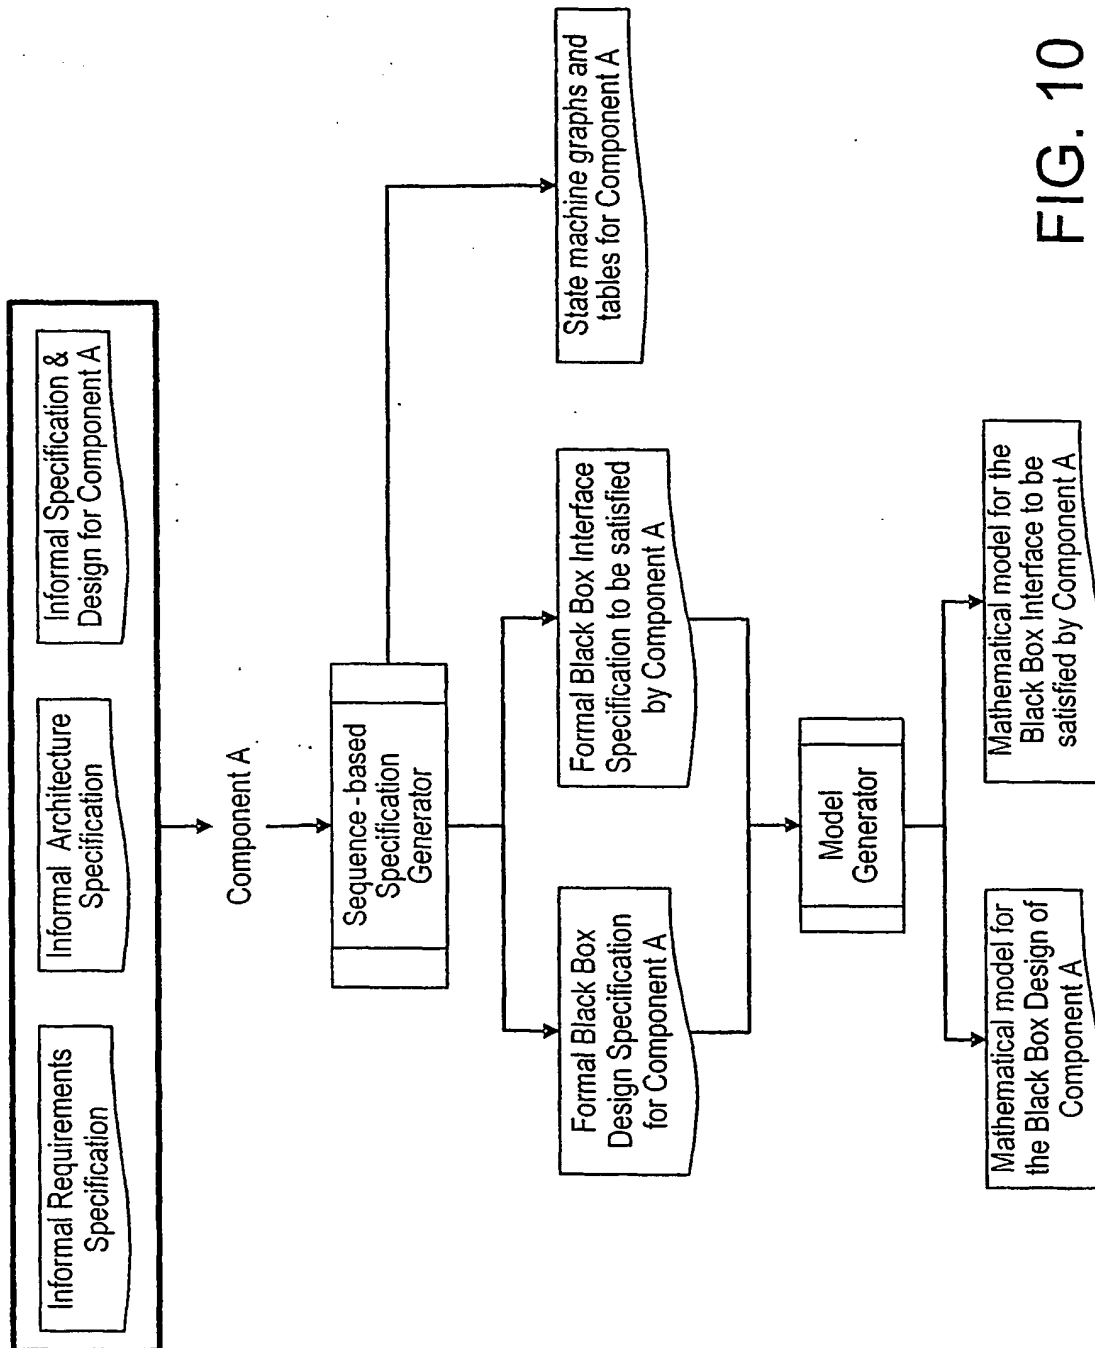 Informal Requirements
Specification
Informal Architecture
Specification
Informal Specification &
Design for Component A
Component A
Sequence-based
Specification
Generator
Formal Black Box
Design Specification
for Component A
Formal Black Box Interface
Specification to be satisfied
by Component A
State machine graphs and
tables for Component A
Model
Generator
Mathematical model for
the Black Box Design of
Component A
Mathematical model for the
Black Box Interface to be
satisfied by Component A
FIG. 10